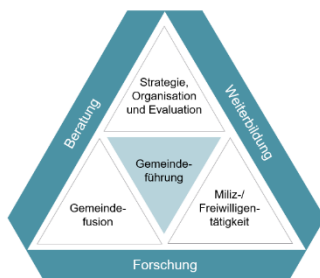 Strategie,
Organisation
und Evaluation
Beratung
Weiterbildung
Gemeinde-
führung
Gemeinde-
fusion
Miliz-/
Freiwilligen-
tätigkeit
Forschung